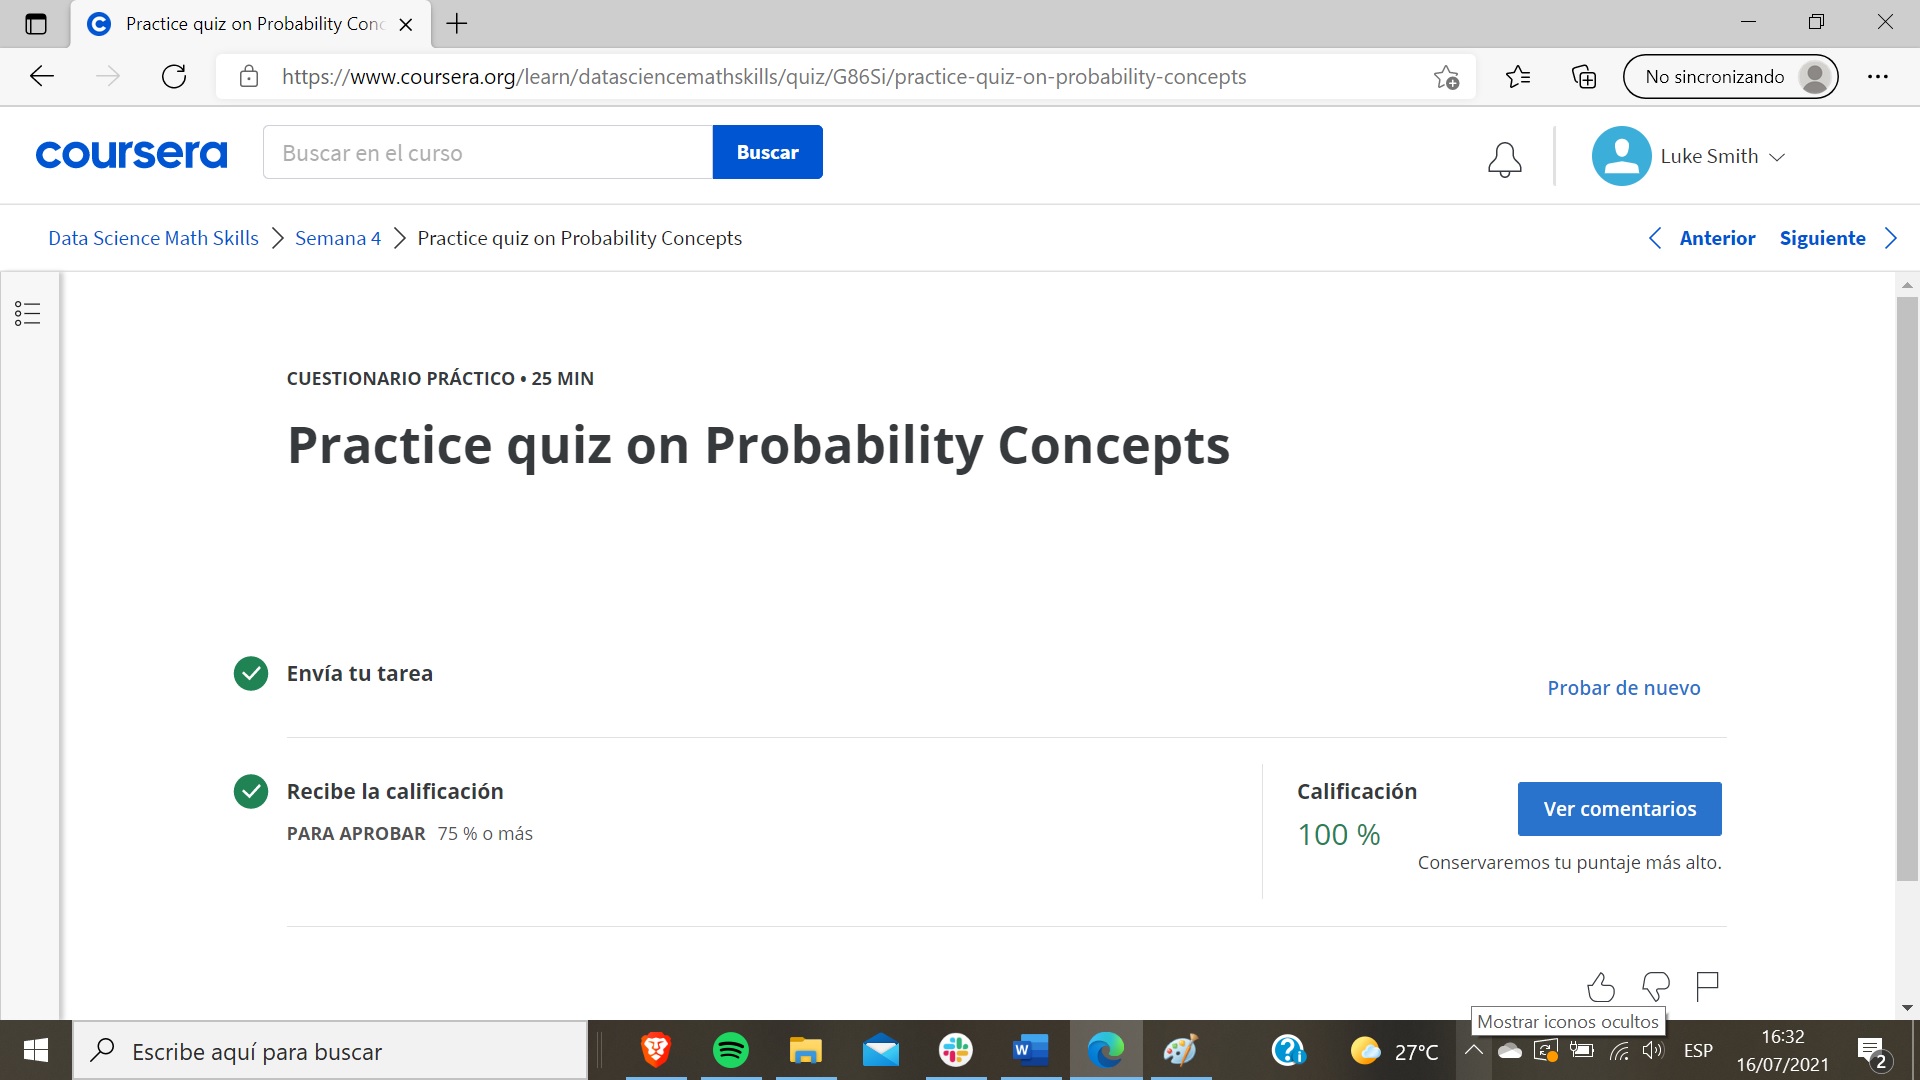 Practice quiz on Probability Conc
https://www.coursera.org/learn/datasciencemathskills/quiz/G86Si/practice-quiz-on-probability-concepts
No sincronizando
coursera
Buscar en el curso
Buscar
Luke Smith
Data Science Math Skills
Semana 4
Practice quiz on Probability Concepts
Anterior
Siguiente
CUESTIONARIO PRÁCTICO • 25 MIN
Practice quiz on Probability Concepts
Envía tu tarea
Probar de nuevo
Recibe la calificación
PARA APROBAR 75 % o más
Calificación
100 %
Ver comentarios
Conservaremos tu puntaje más alto.
Mostrar iconos ocultos
Escribe aquí para buscar
27°C
ESP
16:32
16/07/2021
2